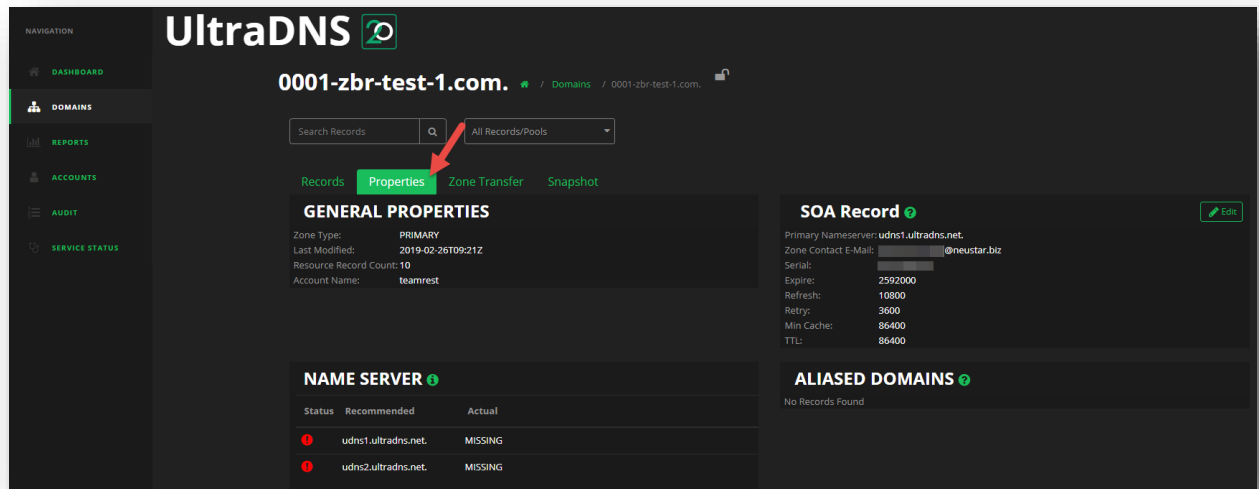 NAVIGATION
DASHBOARD
DOMAINS
REPORTS
ACCOUNTS
AUDIT
SERVICE STATUS
UltraDNS 20
0001-zbr-test-1.com. / Domains / 0001-zbr-test-1.com.
Search Records
All Records/Pools
Records Properties Zone Transfer Snapshot
GENERAL PROPERTIES
Zone Type: PRIMARY
Last Modified: 2019-02-26T09:21Z
Resource Record Count: 10
Account Name: teamrest
SOA Record
Edit
Primary Nameserver: udns1.ultradns.net.
Zone Contact E-Mail: @neustar.biz
Serial:
Expire: 2592000
Refresh: 10800
Retry: 3600
Min Cache: 86400
TTL: 86400
NAME SERVER
Status Recommended Actual
udns1.ultradns.net. MISSING
udns2.ultradns.net. MISSING
ALIASED DOMAINS
No Records Found